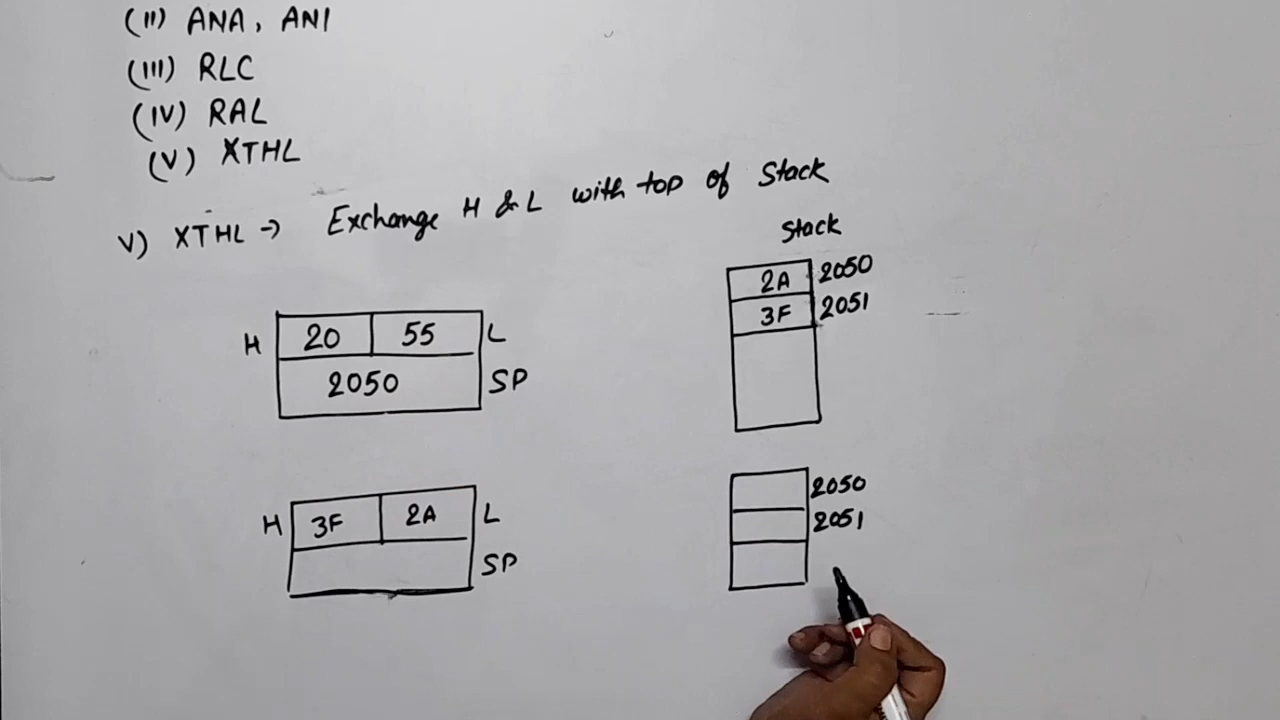 (II) ANA, ANI
(III) RLC
(IV) RAL
(V) XTHL
V) XTHL → Exchange H & L with top of Stack
Stack
2A 2050
3F 2051
H 20 55 L
2050 SP
H 3F 2A L
SP
2050
2051